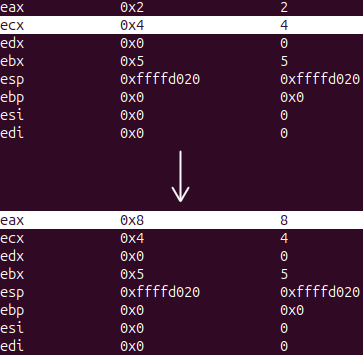 eax 0x2 2
ecx 0x4 4
edx 0x0 0
ebx 0x5 5
esp 0xffffd020 0xffffd020
ebp 0x0 0x0
esi 0x0 0
edi 0x0 0
eax 0x8 8
ecx 0x4 4
edx 0x0 0
ebx 0x5 5
esp 0xffffd020 0xffffd020
ebp 0x0 0x0
esi 0x0 0
edi 0x0 0